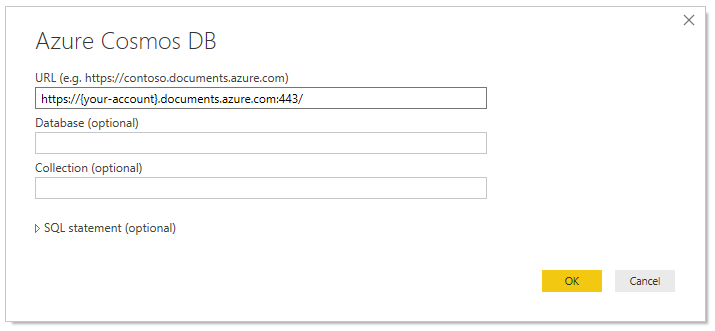 Azure Cosmos DB
URL (e.g. https://contoso.documents.azure.com)
https://{your-account}.documents.azure.com:443/
Database (optional)
Collection (optional)
SQL statement (optional)
OK
Cancel